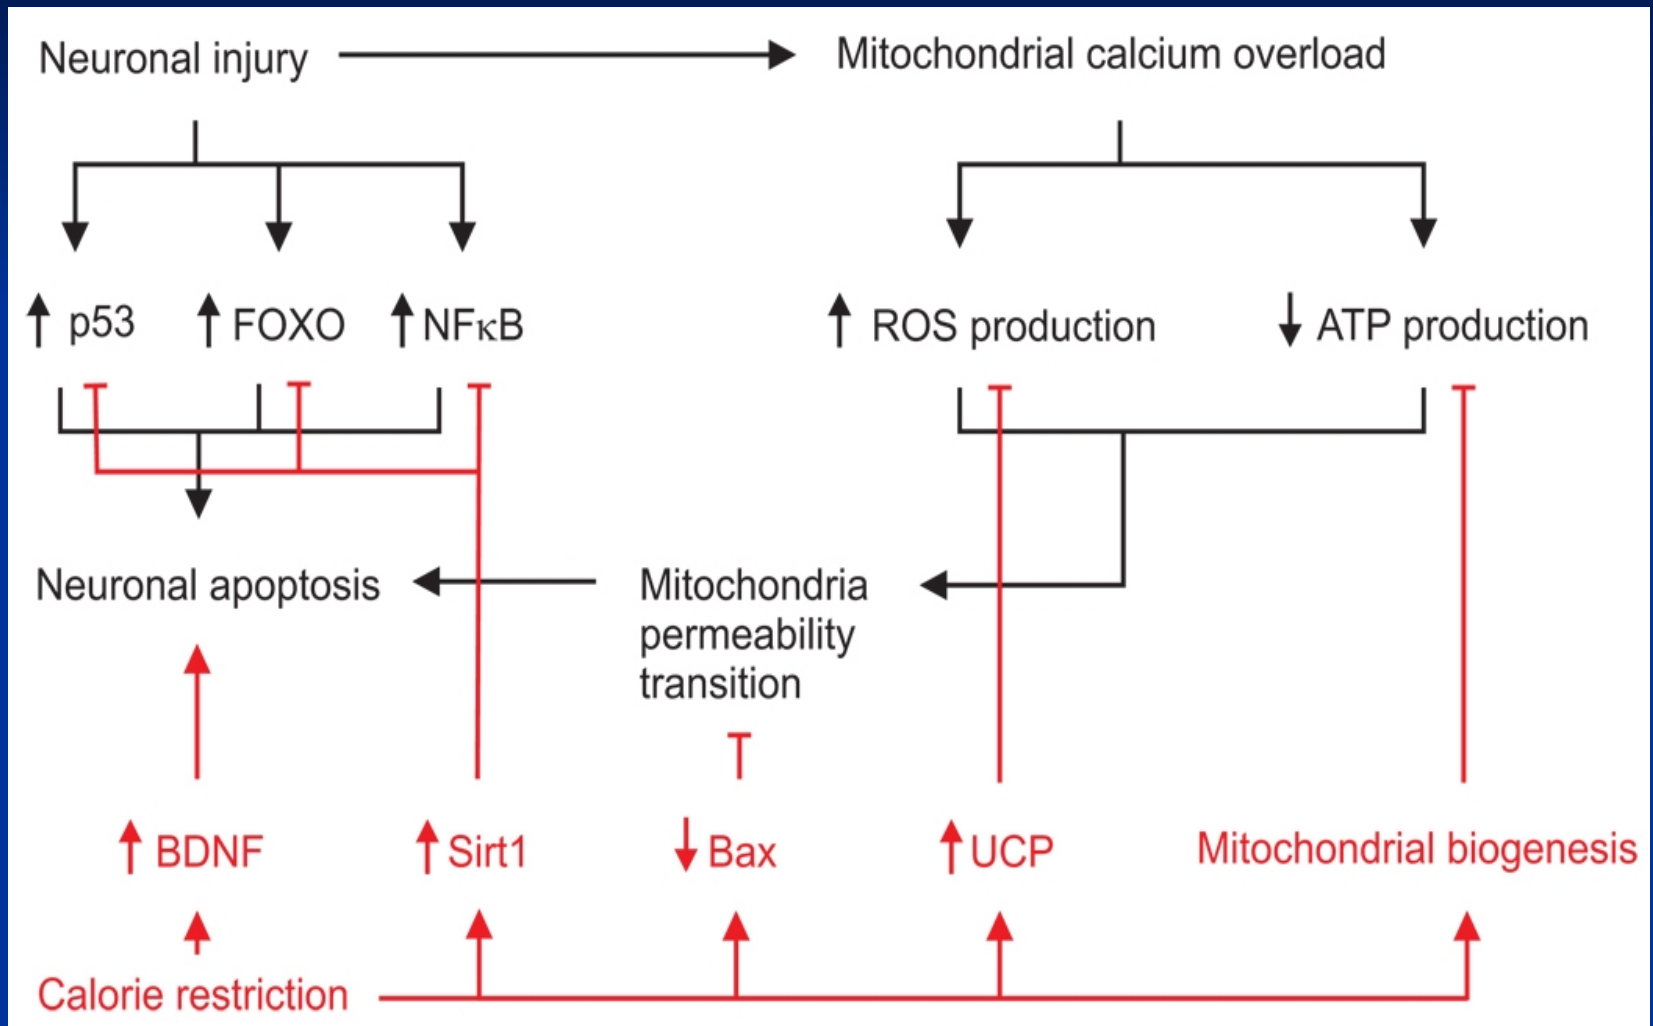 Neuronal injury
Mitochondrial calcium overload
p53
FOXO
NFκB
ROS production
ATP production
Neuronal apoptosis
Mitochondria
permeability
transition
BDNF
Sirt1
Bax
UCP
Mitochondrial biogenesis
Calorie restriction